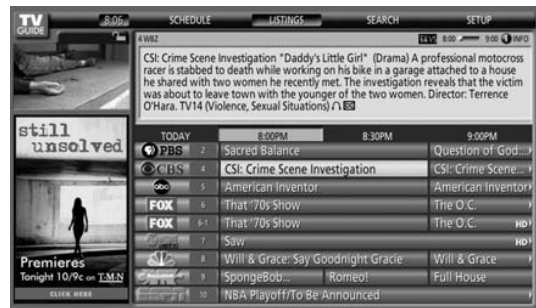 TV
GUIDE
8:05
SCHEDULE
LISTINGS
SEARCH
SETUP
4 WBZ
8:00
9:00
INFO
CSI: Crime Scene Investigation "Daddy's Little Girl" (Drama) A professional motocross
racer is stabbed to death while working on his bike in a garage attached to a house
he shared with two women he recently met. The investigation reveals that the victim
was about to leave town with the younger of the two women. Director: Terrence
O'Hara. TV14 (Violence, Sexual Situations)
still
unsolved
Premieres
Tonight 10/9c on T·M·N
CLICK HERE
TODAY 8:00PM 8:30PM 9:00PM
PBS 2 Sacred Balance Question of God...
CBS 4 CSI: Crime Scene Investigation CSI: Crime Scene...
abc 5 American Inventor American Inventor
FOX 6 That '70s Show The O.C.
FOX 6-1 That '70s Show The O.C. HD
7 Saw HD
8 Will & Grace: Say Goodnight Gracie Will & Grace
9 SpongeBob... Romeo! Full House
10 NBA Playoff/To Be Announced